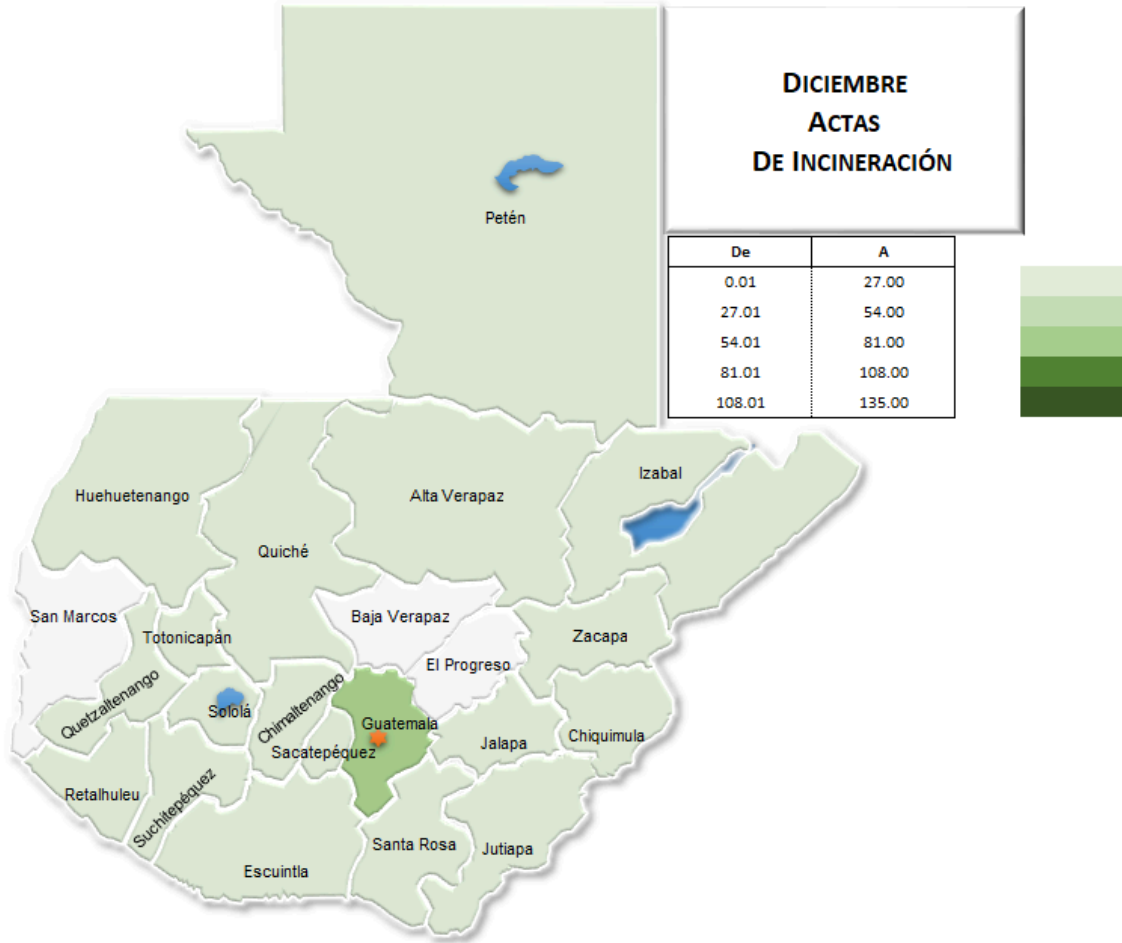 DICIEMBRE
ACTAS
DE INCINERACIÓN
Petén
De A
0.01 27.00
27.01 54.00
54.01 81.00
81.01 108.00
108.01 135.00
Izabal
Huehuetenango
Alta Verapaz
Quiché
San Marcos
Baja Verapaz
Totonicapán
Zacapa
El Progreso
Quetzaltenango
Sololá
Chimaltenango
Guatemala
Sacatepéquez
Jalapa
Chiquimula
Retalhuleu
Suchitepéquez
Santa Rosa
Jutiapa
Escuintla